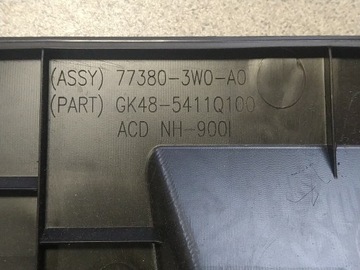 (ASSY) 77380-3W0-A0
(PART) GK48-5411Q100
ACD NH-900l